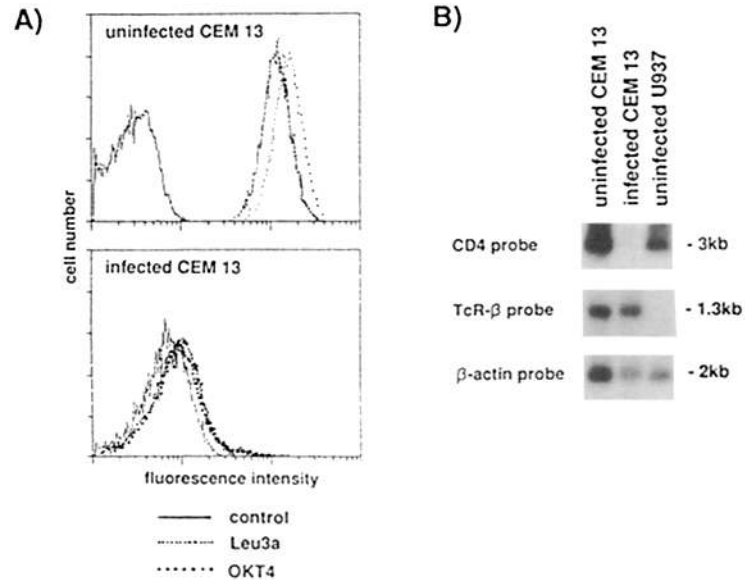 A)
uninfected CEM 13
cell number
infected CEM 13
fluorescence intensity
control
Leu3a
OKT4
B)
uninfected CEM 13
infected CEM 13
uninfected U937
CD4 probe - 3kb
TcR-β probe - 1.3kb
β-actin probe - 2kb